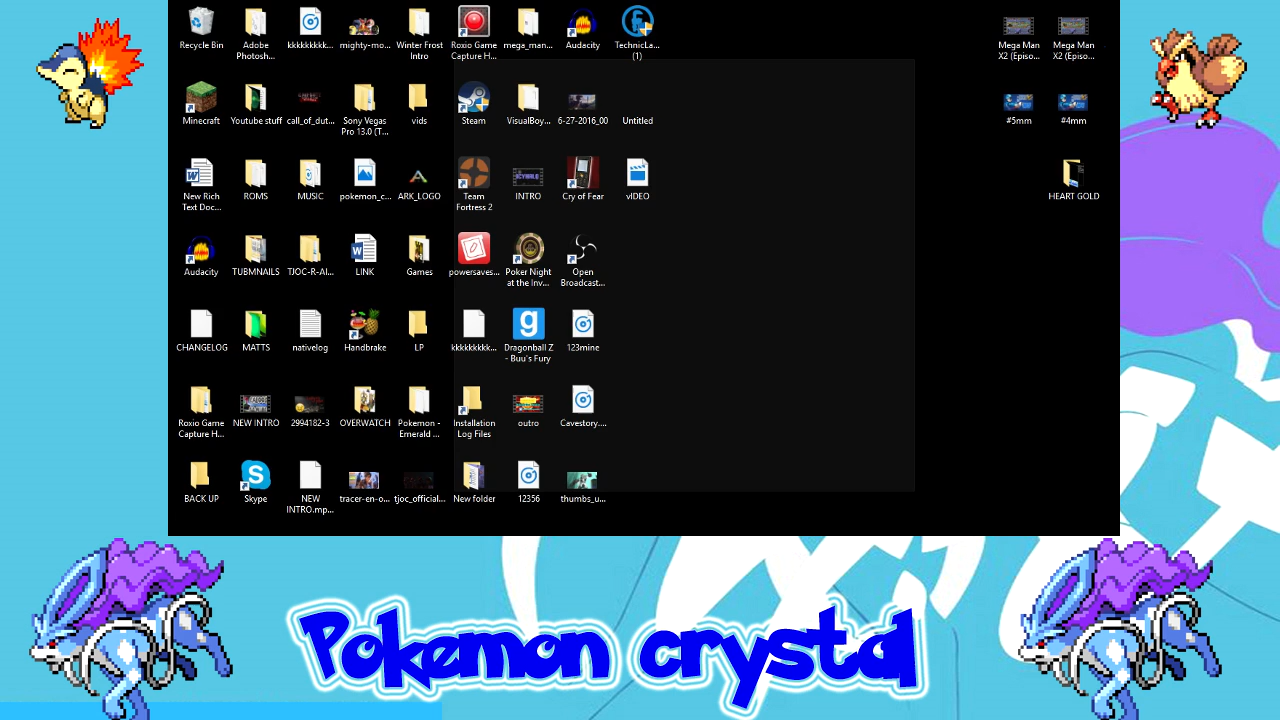 Recycle Bin
Adobe
Photosh...
kkkkkkkkk...
mighty-mo...
Winter Frost
Intro
Roxio Game
Capture H...
mega_man...
Audacity
TechnicLa...
(1)
Mega Man
X2 (Episo...
Mega Man
X2 (Episo...
Minecraft
Youtube stuff
call_of_dut...
Sony Vegas
Pro 13.0 (T...
vids
Steam
VisualBoy...
6-27-2016_00
Untitled
#5mm
#4mm
New Rich
Text Doc...
ROMS
MUSIC
pokemon_c...
ARK_LOGO
Team
Fortress 2
INTRO
Cry of Fear
vIDEO
HEART GOLD
Audacity
TUBMNAILS
TJOC-R-Al...
LINK
Games
powersaves...
Poker Night
at the Inv...
Open
Broadcast...
CHANGELOG
MATTS
nativelog
Handbrake
LP
kkkkkkkkk...
Dragonball Z
- Buu's Fury
123mine
Roxio Game
Capture H...
NEW INTRO
2994182-3
OVERWATCH
Pokemon -
Emerald ...
Installation
Log Files
outro
Cavestory....
BACK UP
Skype
NEW
INTRO.mp...
tracer-en-o...
tjoc_official...
New folder
12356
thumbs_u...
Pokemon crystal